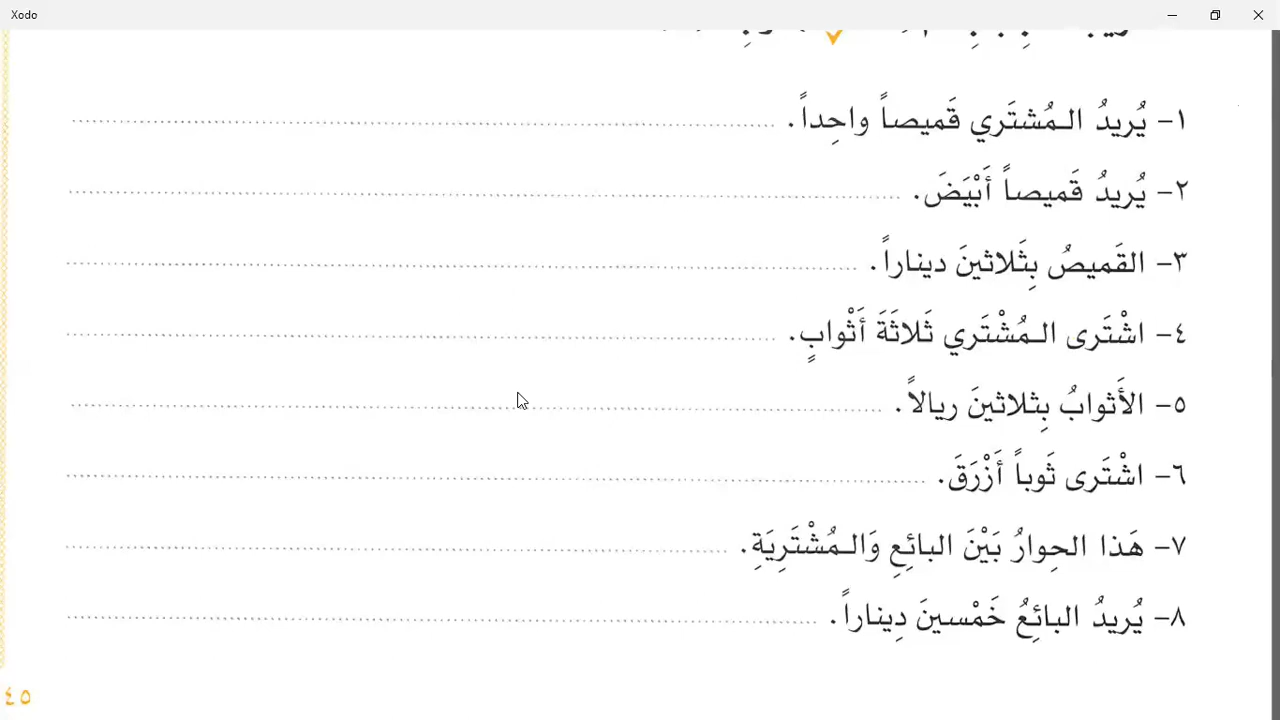 Xodo
١- يُريدُ الـمُشتَري قَميصاً واحِداً.
٢- يُريدُ قَميصاً أَبْيَضَ.
٣- القَميصُ بِثَلاثينَ ديناراً.
٤- اشْتَرى الـمُشْتَري ثَلاثَةَ أَثْوابٍ.
٥- الأَثوابُ بِثلاثينَ ريالاً.
٦- اشْتَرى ثَوباً أَزْرَقَ.
٧- هَذا الحِوارُ بَيْنَ البائِعِ وَالـمُشْتَرِيَةِ.
٨- يُريدُ البائِعُ خَمْسينَ دِيناراً.
٤٥